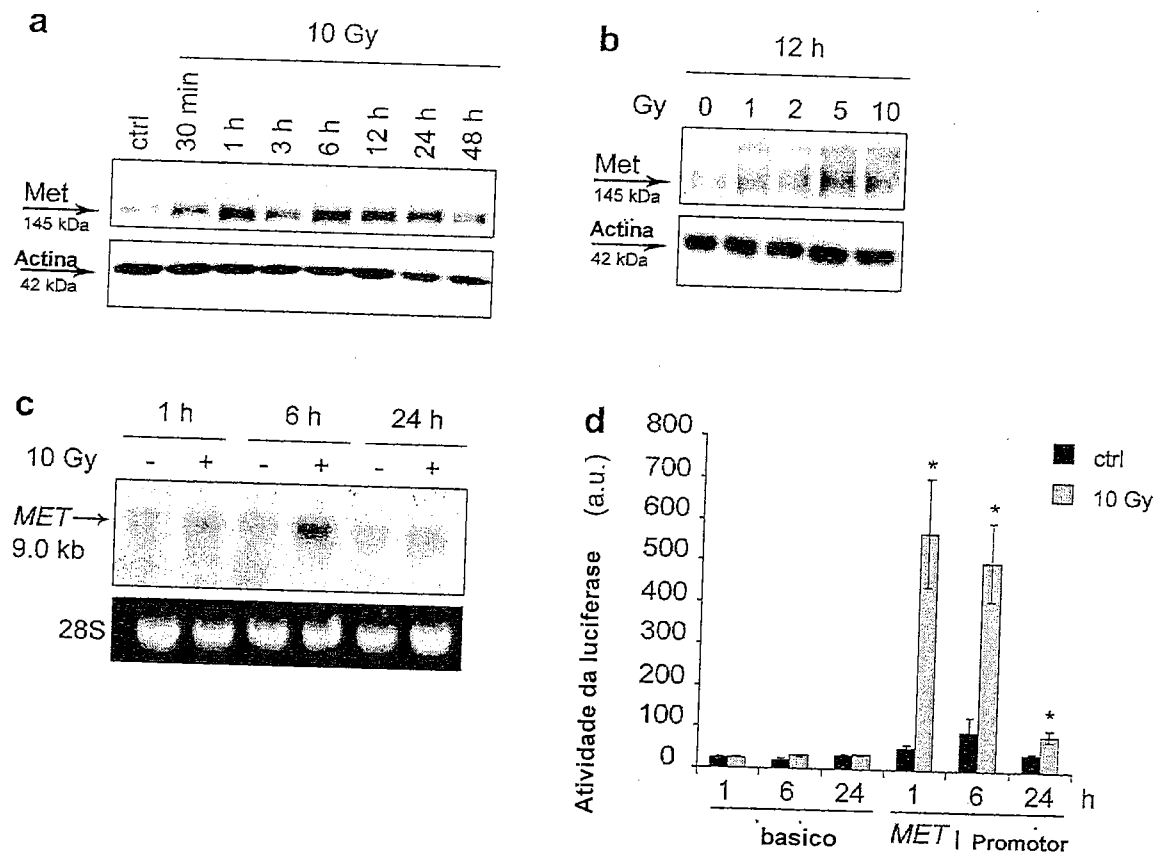 a
10 Gy
ctrl 30 min 1 h 3 h 6 h 12 h 24 h 48 h
Met
145 kDa
Actina
42 kDa
b
12 h
Gy 0 1 2 5 10
Met
145 kDa
Actina
42 kDa
c
1 h 6 h 24 h
10 Gy - + - + - +
MET→
9.0 kb
28S
d
Atividade da luciferase (a.u.)
800
700
600
500
400
300
200
100
0
ctrl
10 Gy
* * *
1 6 24 1 6 24 h
basico MET | Promotor